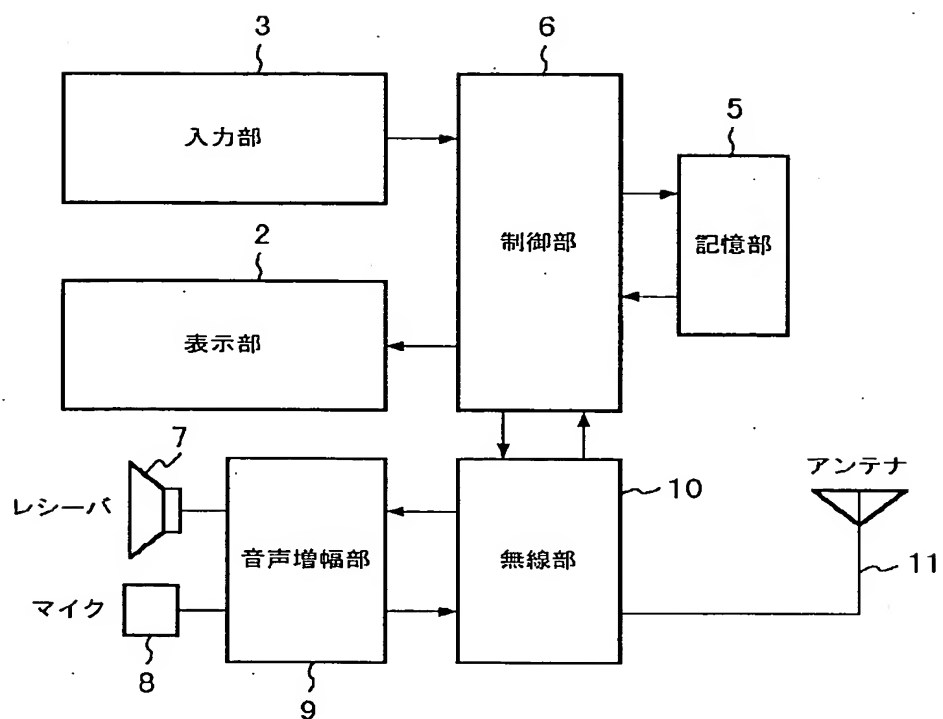 3
入力部
6
制御部
5
記憶部
2
表示部
7
レシーバ
マイク
8
音声増幅部
9
無線部
10
アンテナ
11